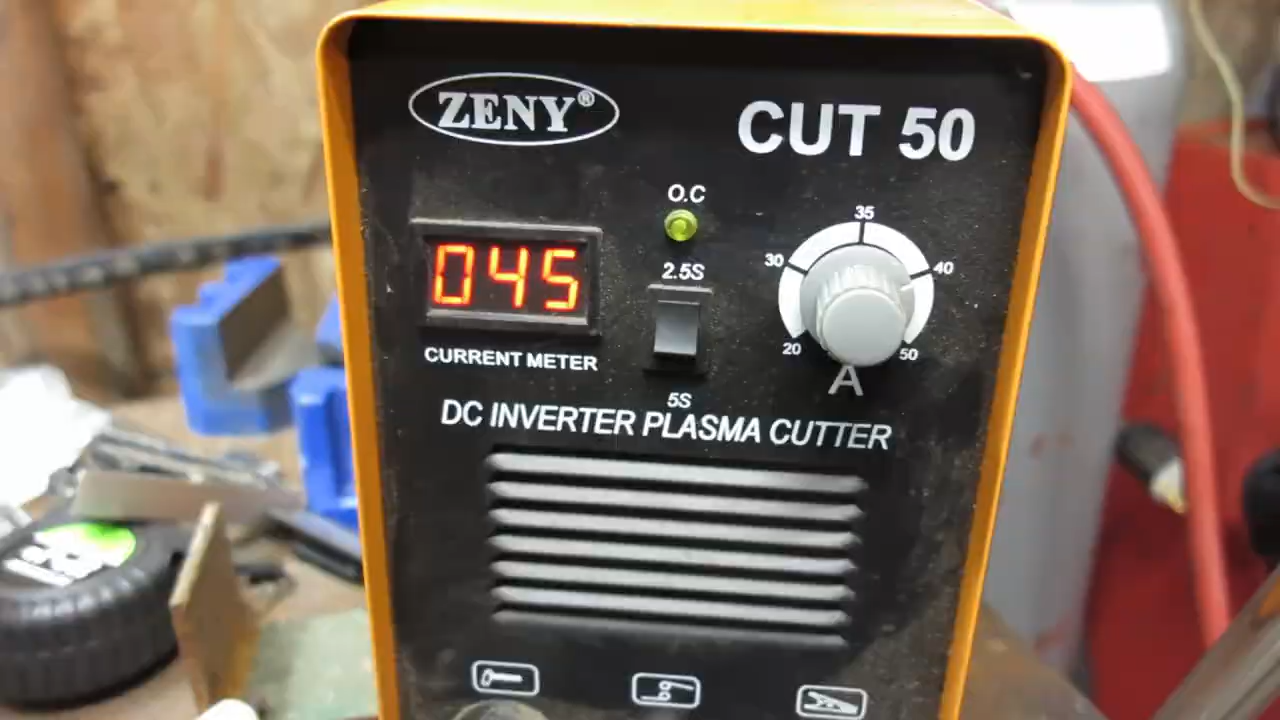 ZENY®
CUT 50
O.C
045
2.5S
35
30
40
20
50
A
CURRENT METER
5S
DC INVERTER PLASMA CUTTER